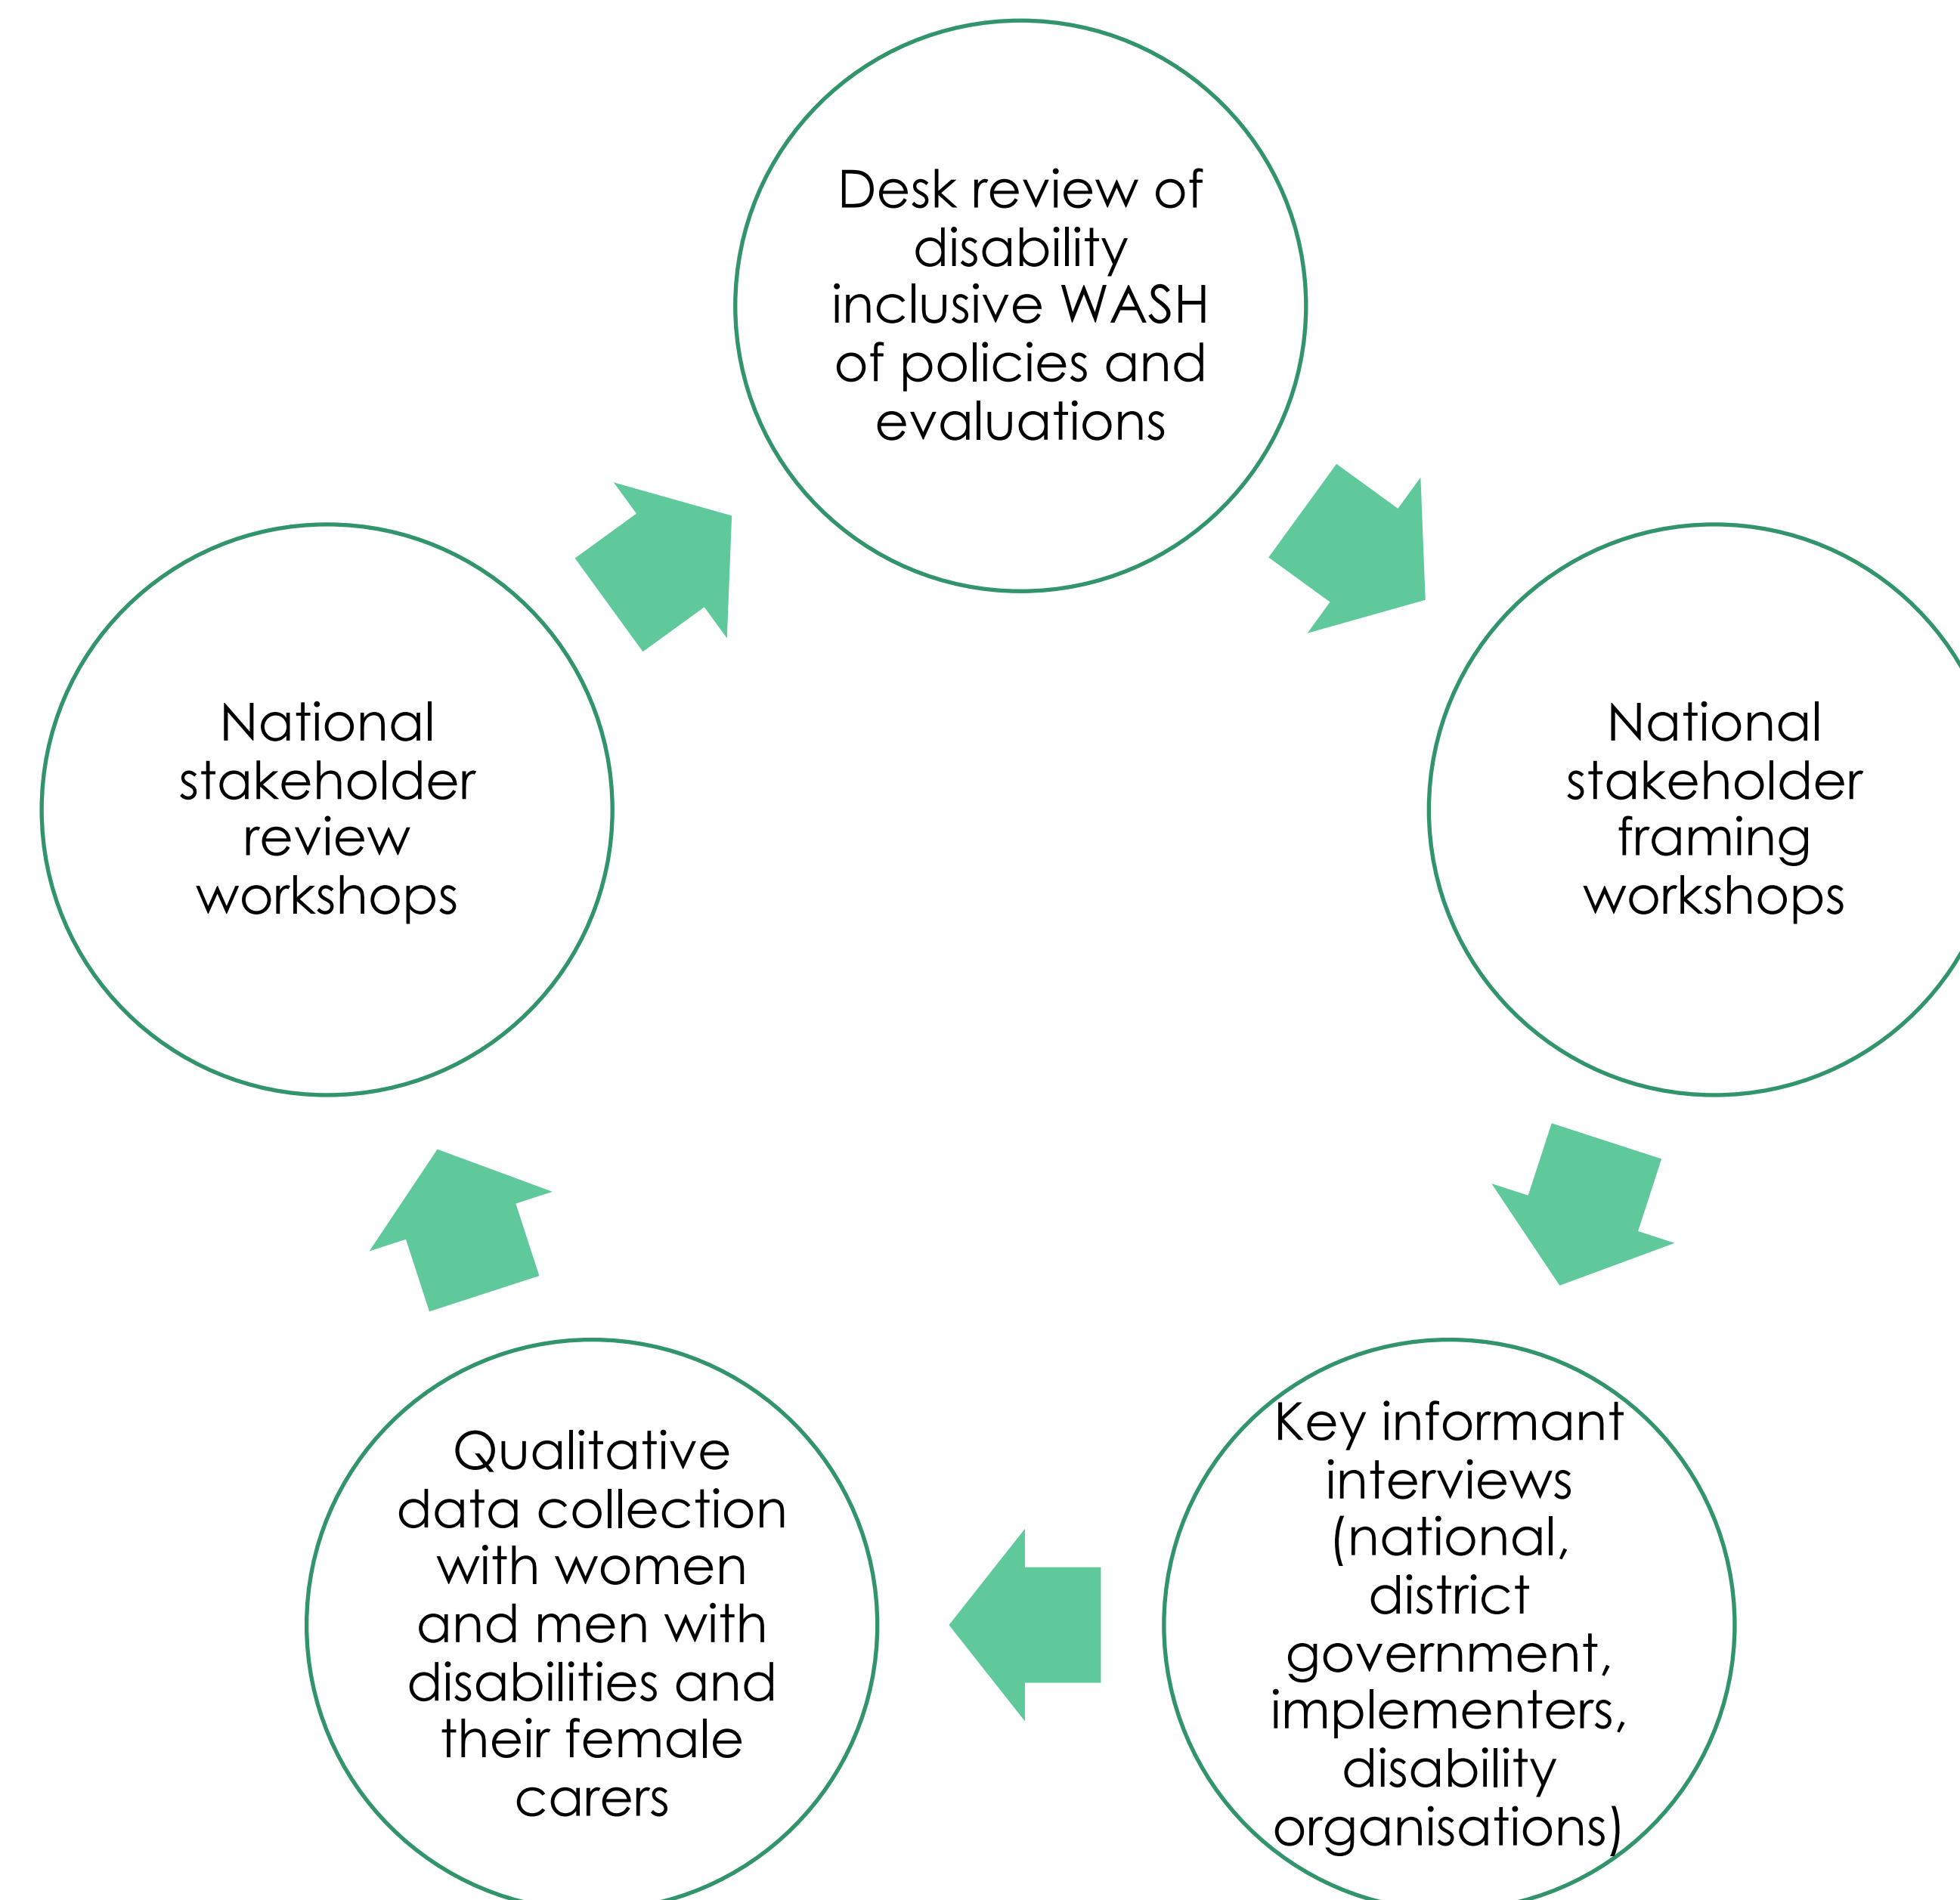 Desk review of
disability
inclusive WASH
of policies and
evaluations
National
stakeholder
framing
workshops
Key informant
interviews
(national,
district
government,
implementers,
disability
organisations)
Qualitative
data collection
with women
and men with
disabilities and
their female
carers
National
stakeholder
review
workshops